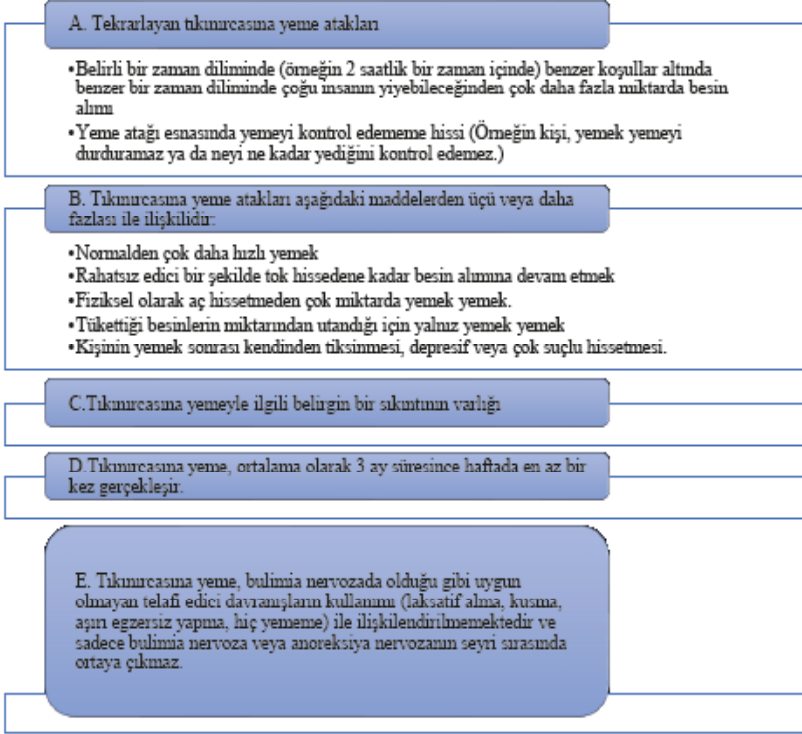 A. Tekrarlayan tıkınırcasına yeme atakları
•Belirli bir zaman diliminde (örneğin 2 saatlik bir zaman içinde) benzer koşullar altında
benzer bir zaman diliminde çoğu insanın yiyebileceğinden çok daha fazla miktarda besin
alımı
•Yeme atağı esnasında yemeyi kontrol edememe hissi (Örneğin kişi, yemek yemeyi
durduramaz ya da neyi ne kadar yediğini kontrol edemez.)
B. Tıkınırcasına yeme atakları aşağıdaki maddelerden üçü veya daha
fazlası ile ilişkilidir:
•Normalden çok daha hızlı yemek
•Rahatsız edici bir şekilde tok hissedene kadar besin alımına devam etmek
•Fiziksel olarak aç hissetmeden çok miktarda yemek yemek.
•Tükettiği besinlerin miktarından utandığı için yalnız yemek yemek
•Kişinin yemek sonrası kendinden tiksinmesi, depresif veya çok suçlu hissetmesi.
C.Tıkınırcasına yemeyle ilgili belirgin bir sıkıntının varlığı
D.Tıkınırcasına yeme, ortalama olarak 3 ay süresince haftada en az bir
kez gerçekleşir.
E. Tıkınırcasına yeme, bulimia nervozada olduğu gibi uygun
olmayan telafi edici davranışların kullanımı (laksatif alma, kusma,
aşırı egzersiz yapma, hiç yememe) ile ilişkilendirilmemektedir ve
sadece bulimia nervoza veya anoreksiya nervozanın seyri sırasında
ortaya çıkmaz.